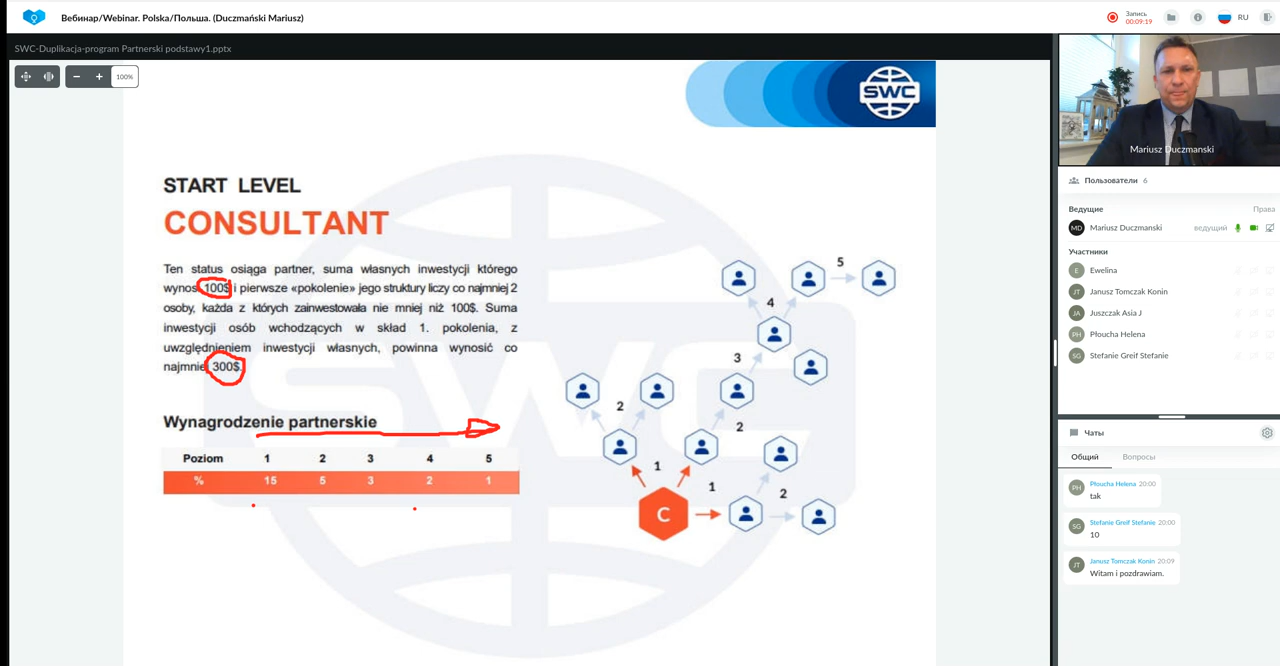 Вебинар/Webinar. Polska/Польша. (Duczmański Mariusz)
Запись
00:09:19
RU
SWC-Duplikacja-program Partnerski podstawy1.pptx
100%
SWC
START LEVEL
CONSULTANT
Ten status osiąga partner, suma własnych inwestycji którego
wynosi 100$ i pierwsze «pokolenie» jego struktury liczy co najmniej 2
osoby, każda z których zainwestowała nie mniej niż 100$. Suma
inwestycji osób wchodzących w skład 1. pokolenia, z
uwzględnieniem inwestycji własnych, powinna wynosić co
najmniej 300$.
Wynagrodzenie partnerskie
Poziom 1 2 3 4 5
% 15 5 3 2 1
5
4
3
2
2
1
1
2
C
Mariusz Duczmanski
Пользователи 6
Ведущие Права
MD Mariusz Duczmanski ведущий
Участники
E Ewelina
JT Janusz Tomczak Konin
JA Juszczak Asia J
PH Płoucha Helena
SG Stefanie Greif Stefanie
Чаты
Общий Вопросы
PH Płoucha Helena 20:00
tak
SG Stefanie Greif Stefanie 20:00
10
JT Janusz Tomczak Konin 20:09
Witam i pozdrawiam.